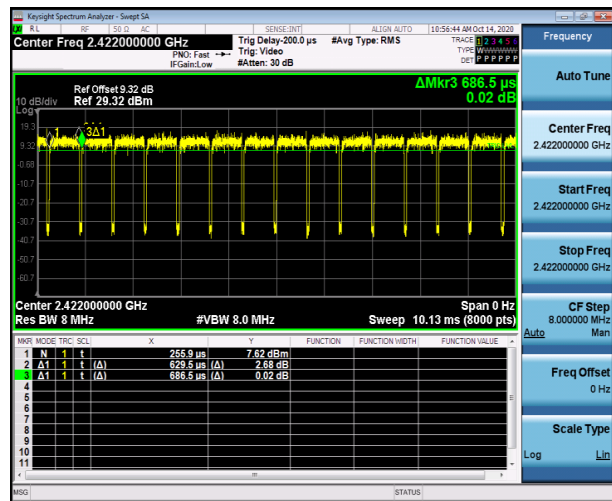 Keysight Spectrum Analyzer - Swept SA
RL RF 50 Ω AC SENSE:INT ALIGN AUTO 10:56:44 AM Oct 14, 2020
Center Freq 2.422000000 GHz
PNO: Fast
IFGain:Low
Trig Delay-200.0 µs
Trig: Video
#Atten: 30 dB
#Avg Type: RMS
TRACE 1 2 3 4 5 6
TYPE W
DET P P P P P P
Frequency
Auto Tune
Center Freq
2.422000000 GHz
Start Freq
2.422000000 GHz
Stop Freq
2.422000000 GHz
CF Step
8.000000 MHz
Auto Man
Freq Offset
0 Hz
Scale Type
Log Lin
Ref Offset 9.32 dB
10 dB/div Ref 29.32 dBm
Log
ΔMkr3 686.5 µs
0.02 dB
19.3
9.32
-0.68
-10.7
-20.7
-30.7
-40.7
-50.7
-60.7
1
3Δ1
Center 2.422000000 GHz Span 0 Hz
Res BW 8 MHz #VBW 8.0 MHz Sweep 10.13 ms (8000 pts)
MKR MODE TRC SCL X Y FUNCTION FUNCTION WIDTH FUNCTION VALUE
1 N 1 t 255.9 µs 7.62 dBm
2 Δ1 1 t (Δ) 629.5 µs (Δ) 2.68 dB
3 Δ1 1 t (Δ) 686.5 µs (Δ) 0.02 dB
4
5
6
7
8
9
10
11
MSG STATUS